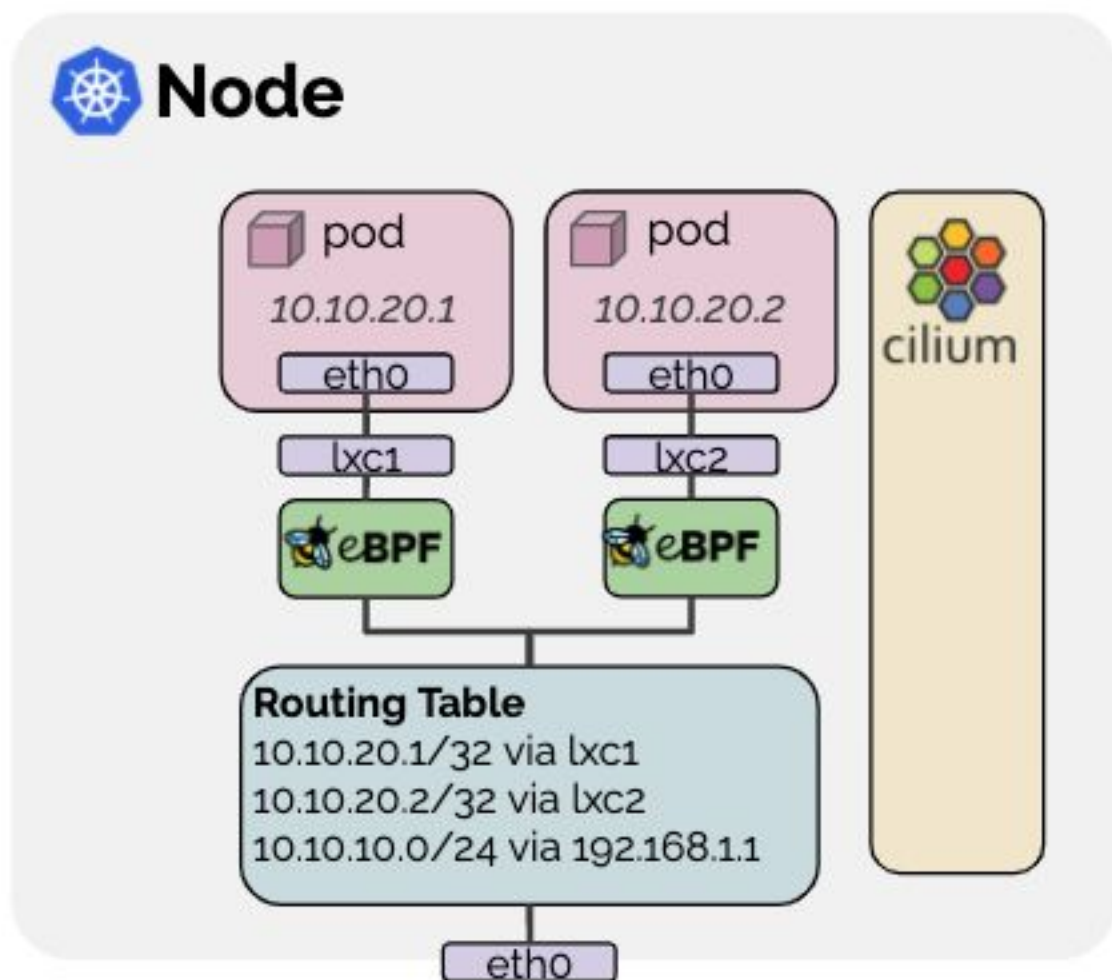 Node
pod
10.10.20.1
eth0
lxc1
eBPF
pod
10.10.20.2
eth0
lxc2
eBPF
cilium
Routing Table
10.10.20.1/32 via lxc1
10.10.20.2/32 via lxc2
10.10.10.0/24 via 192.168.1.1
eth0